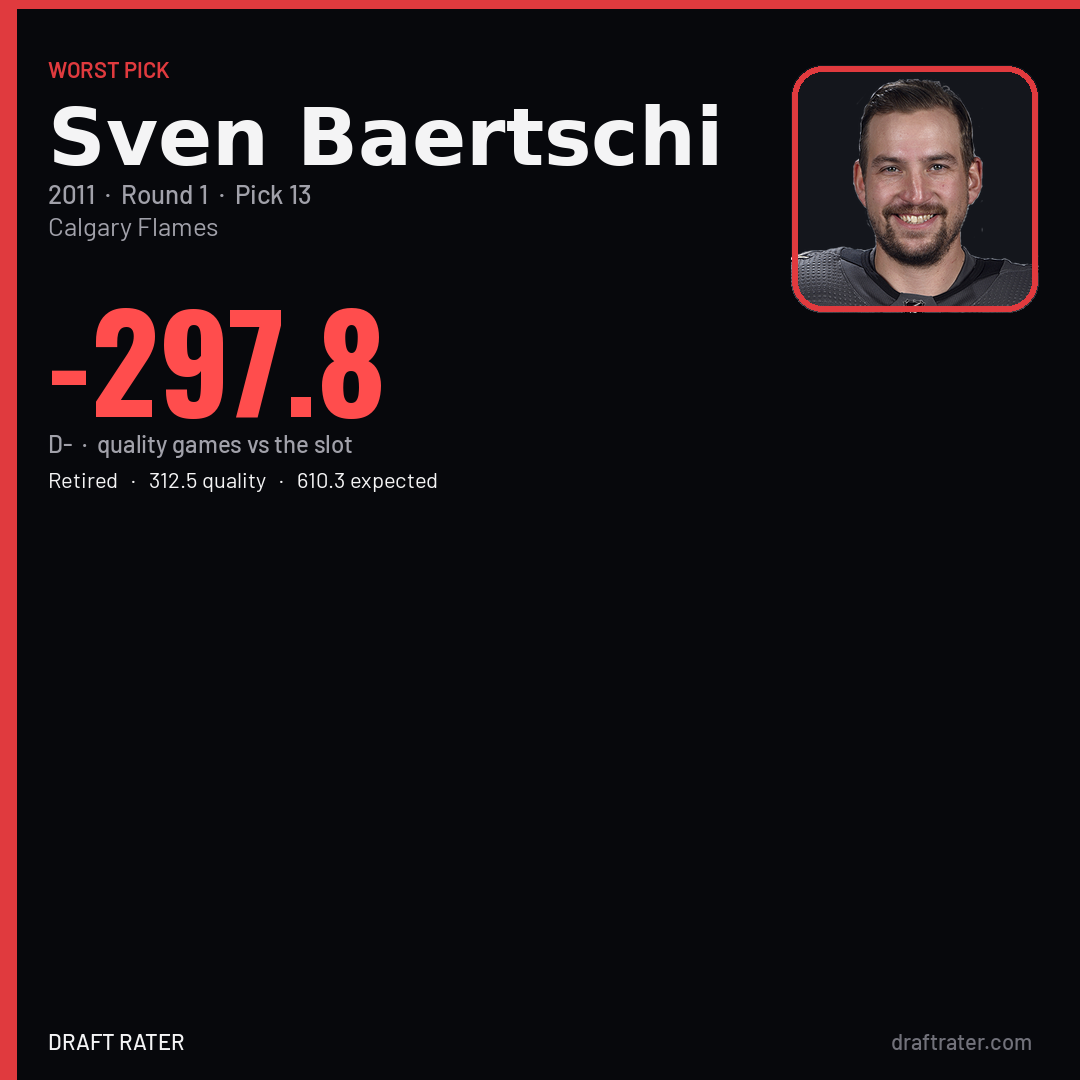 WORST PICK
Sven Baertschi
2011 · Round 1 · Pick 13
Calgary Flames
-297.8
D- · quality games vs the slot
Retired · 312.5 quality · 610.3 expected
DRAFT RATER
draftrater.com